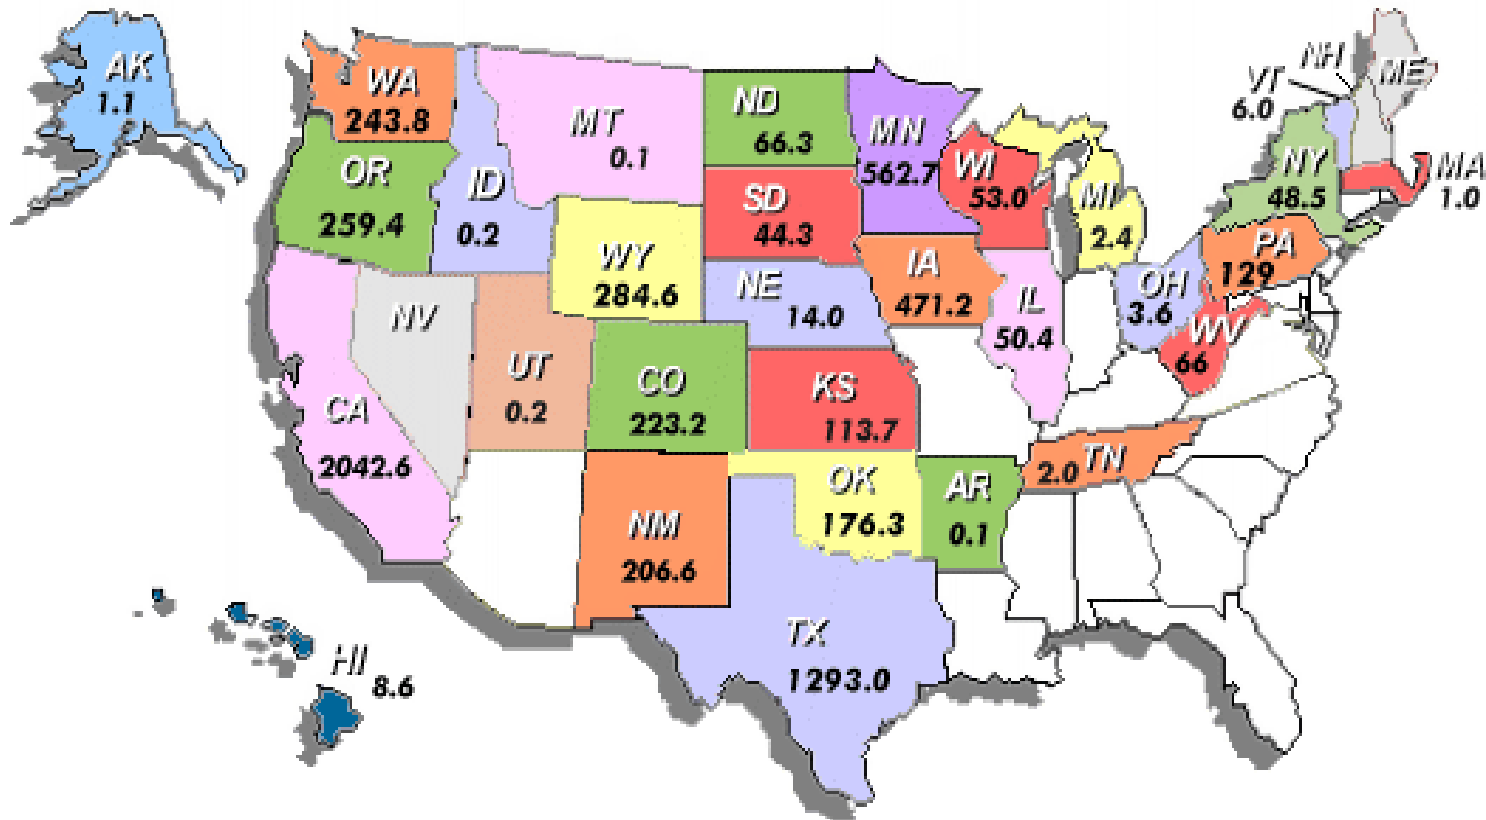 AK
1.1
WA
243.8
OR
259.4
ID
0.2
MT
0.1
ND
66.3
MN
562.7
WI
53.0
MI
2.4
SD
44.3
WY
284.6
NE
14.0
IA
471.2
IL
50.4
OH
3.6
PA
129
WV
66
NY
48.5
VT
6.0
NH
ME
MA
1.0
NV
UT
0.2
CO
223.2
KS
113.7
CA
2042.6
NM
206.6
OK
176.3
AR
0.1
2.0 TN
TX
1293.0
HI
8.6